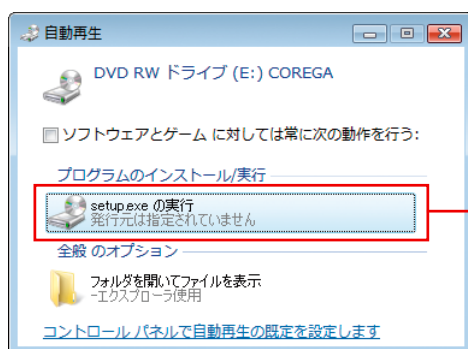 自動再生
DVD RW ドライブ (E:) COREGA
ソフトウェアとゲーム に対しては常に次の動作を行う:
プログラムのインストール/実行
setup.exe の実行
発行元は指定されていません
全般 のオプション
フォルダを開いてファイルを表示
-エクスプローラ使用
コントロール パネルで自動再生の既定を設定します